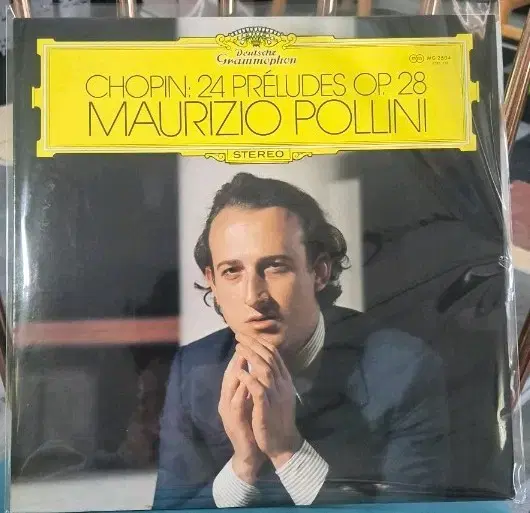 Deutsche
Grammophon
CHOPIN: 24 PRÉLUDES OP. 28
MAURIZIO POLLINI
STEREO